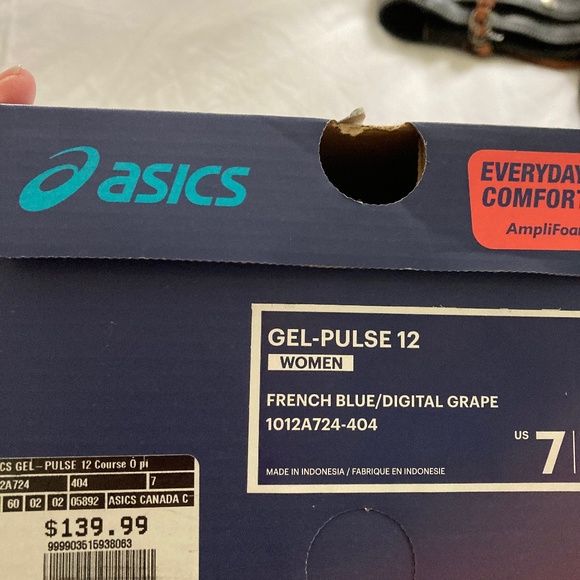 asics
EVERYDAY
COMFORT
AmpliFoa
GEL-PULSE 12
WOMEN
FRENCH BLUE/DIGITAL GRAPE
1012A724-404
US 7
MADE IN INDONESIA / FABRIQUE EN INDONESIE
CS GEL-PULSE 12 Course Ò pi
2A724 404 7
60 02 02 05892 ASICS CANADA C
$139.99
999903515938063